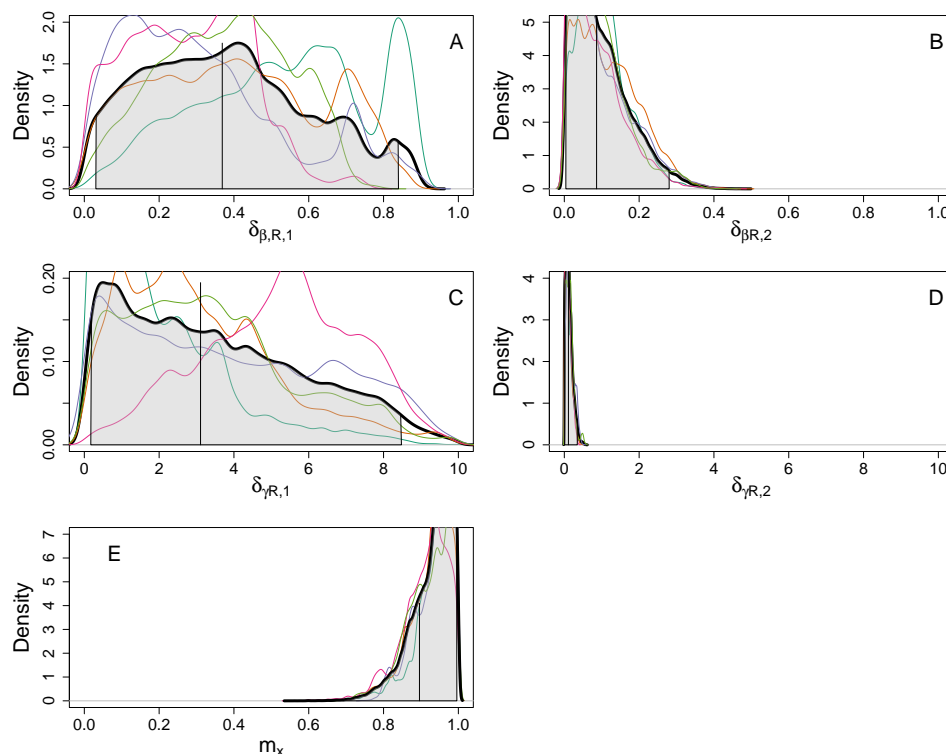 A
Density
0.0 0.5 1.0 1.5 2.0
0.0 0.2 0.4 0.6 0.8 1.0
δβ,R,1
B
Density
0 1 2 3 4 5
0.0 0.2 0.4 0.6 0.8 1.0
δβR,2
C
Density
0.00 0.10 0.20
0 2 4 6 8 10
δγR,1
D
Density
0 1 2 3 4
0 2 4 6 8 10
δγR,2
E
Density
0 1 2 3 4 5 6 7
0.0 0.2 0.4 0.6 0.8 1.0
mx